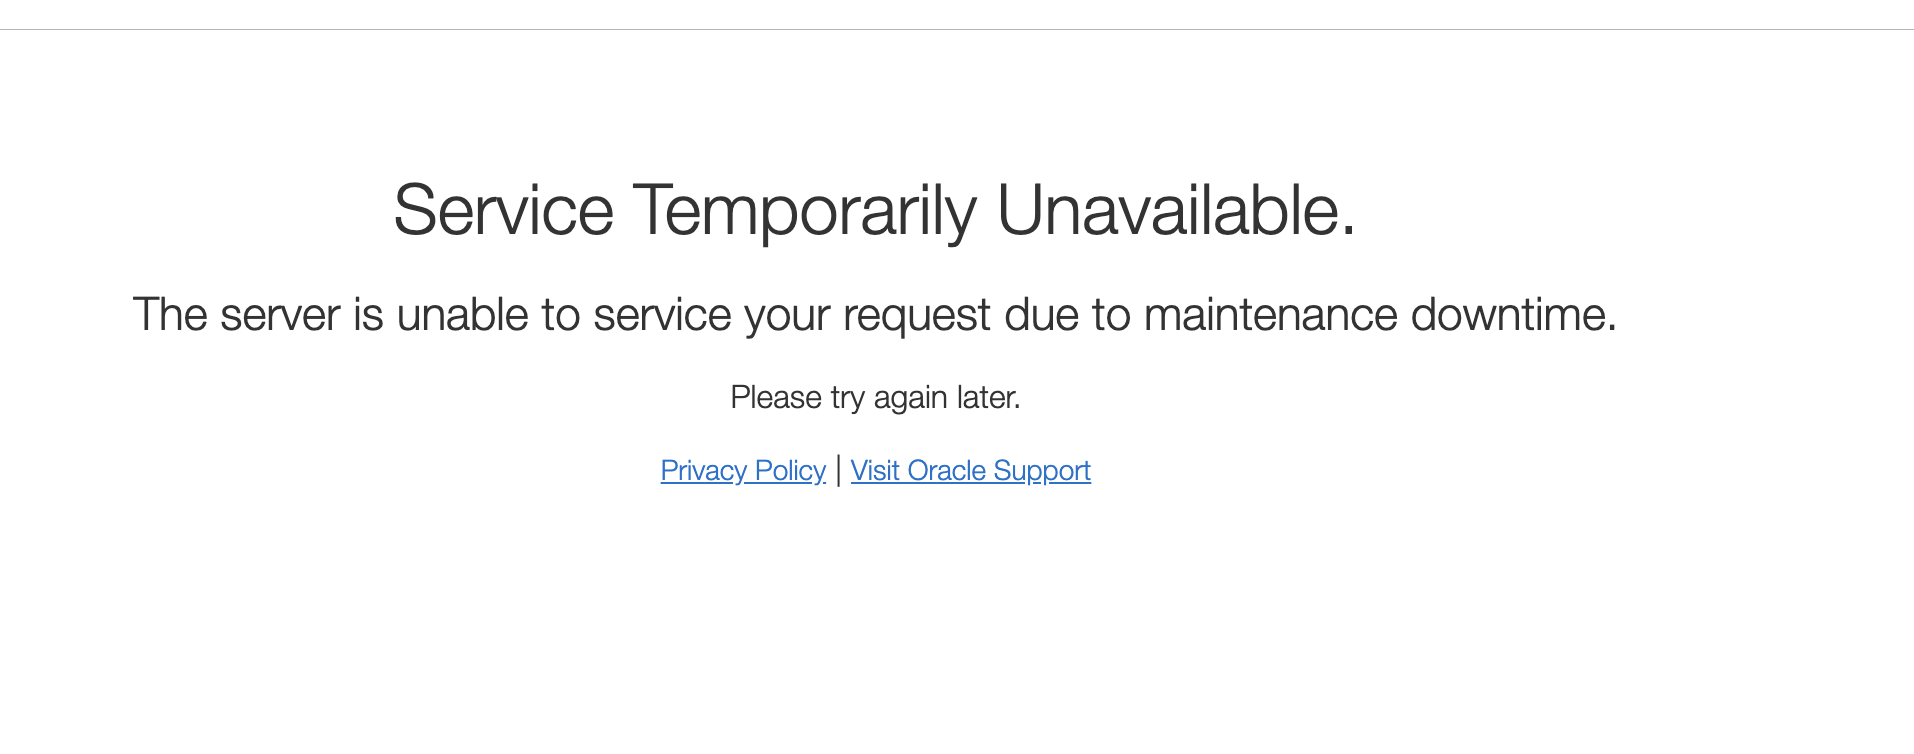 Service Temporarily Unavailable.
The server is unable to service your request due to maintenance downtime.
Please try again later.
Privacy Policy | Visit Oracle Support